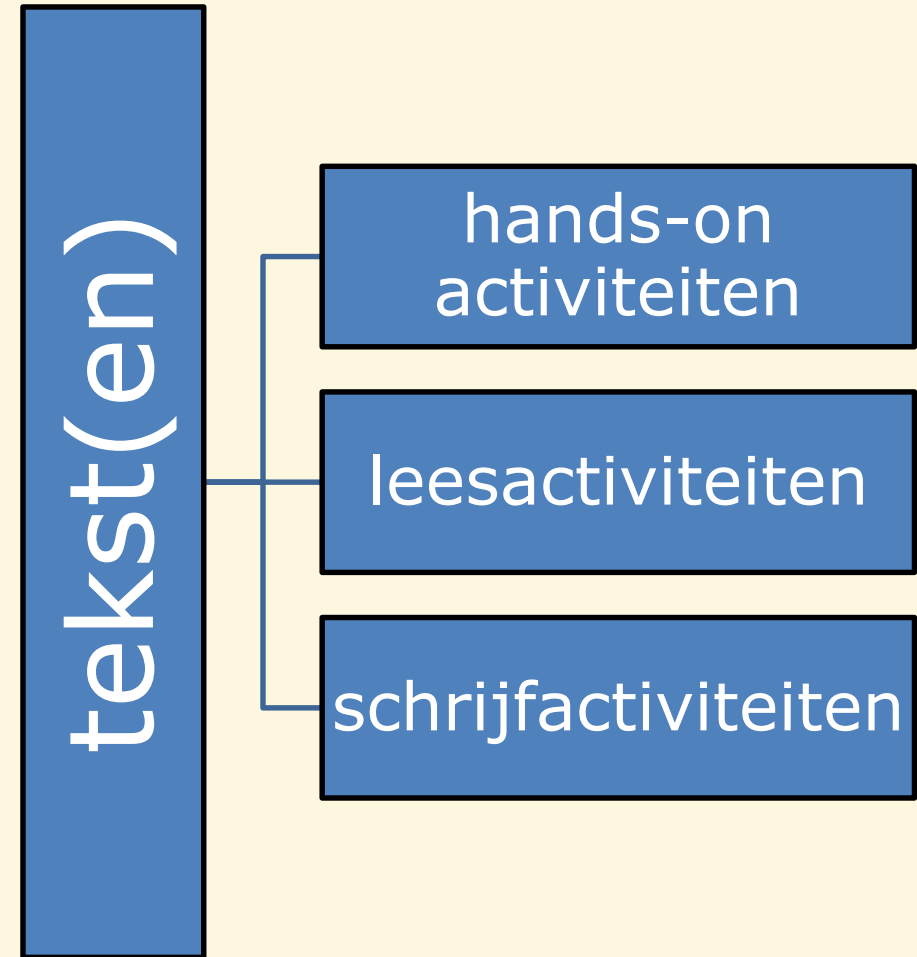 tekst(en)
hands-on
activiteiten
leesactiviteiten
schrijfactiviteiten